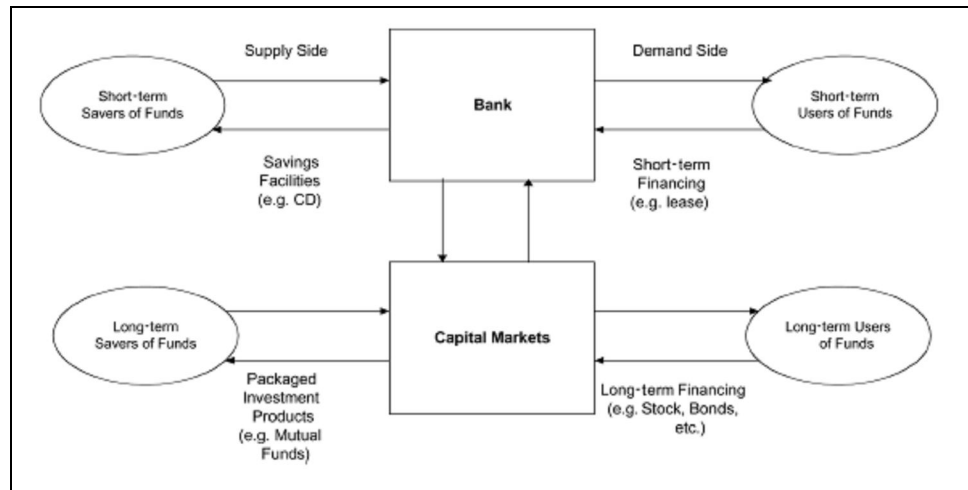 Supply Side
Demand Side
Short-term
Savers of Funds
Bank
Short-term
Users of Funds
Savings
Facilities
(e.g. CD)
Short-term
Financing
(e.g. lease)
Long-term
Savers of Funds
Capital Markets
Long-term Users
of Funds
Packaged
Investment
Products
(e.g. Mutual
Funds)
Long-term Financing
(e.g. Stock, Bonds,
etc.)